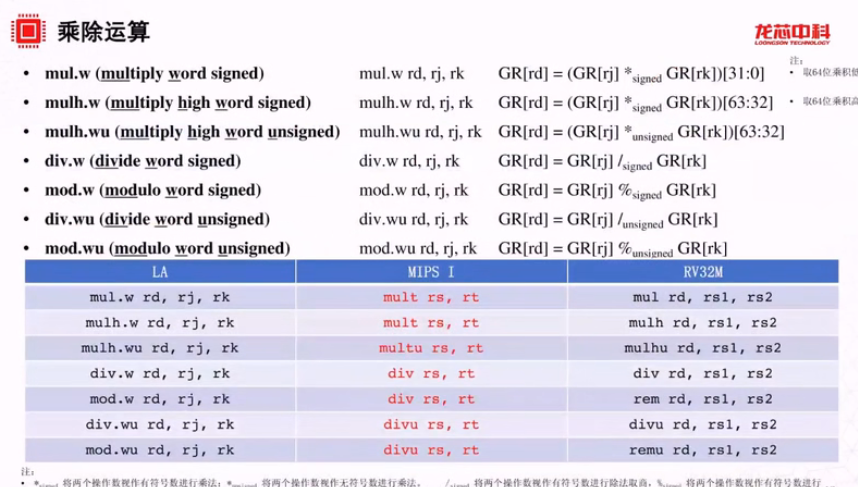 乘除运算
龙芯中科
LOONGSON TECHNOLOGY
注:
• 取64位乘积
• 取64位乘积
• mul.w (multiply word signed) mul.w rd, rj, rk GR[rd] = (GR[rj] *signed GR[rk])[31:0]
• mulh.w (multiply high word signed) mulh.w rd, rj, rk GR[rd] = (GR[rj] *signed GR[rk])[63:32]
• mulh.wu (multiply high word unsigned) mulh.wu rd, rj, rk GR[rd] = (GR[rj] *unsigned GR[rk])[63:32]
• div.w (divide word signed) div.w rd, rj, rk GR[rd] = GR[rj] /signed GR[rk]
• mod.w (modulo word signed) mod.w rd, rj, rk GR[rd] = GR[rj] %signed GR[rk]
• div.wu (divide word unsigned) div.wu rd, rj, rk GR[rd] = GR[rj] /unsigned GR[rk]
• mod.wu (modulo word unsigned) mod.wu rd, rj, rk GR[rd] = GR[rj] %unsigned GR[rk]
LA MIPS I RV32M
mul.w rd, rj, rk mult rs, rt mul rd, rs1, rs2
mulh.w rd, rj, rk mult rs, rt mulh rd, rs1, rs2
mulh.wu rd, rj, rk multu rs, rt mulhu rd, rs1, rs2
div.w rd, rj, rk div rs, rt div rd, rs1, rs2
mod.w rd, rj, rk div rs, rt rem rd, rs1, rs2
div.wu rd, rj, rk divu rs, rt divu rd, rs1, rs2
mod.wu rd, rj, rk divu rs, rt remu rd, rs1, rs2
注:
• *signed 将两个操作数视作有符号数进行乘法; *unsigned 将两个操作数视作无符号数进行乘法, /signed 将两个操作数视作有符号进行除法取商, %signed 将两个操作数视作有符号数进行